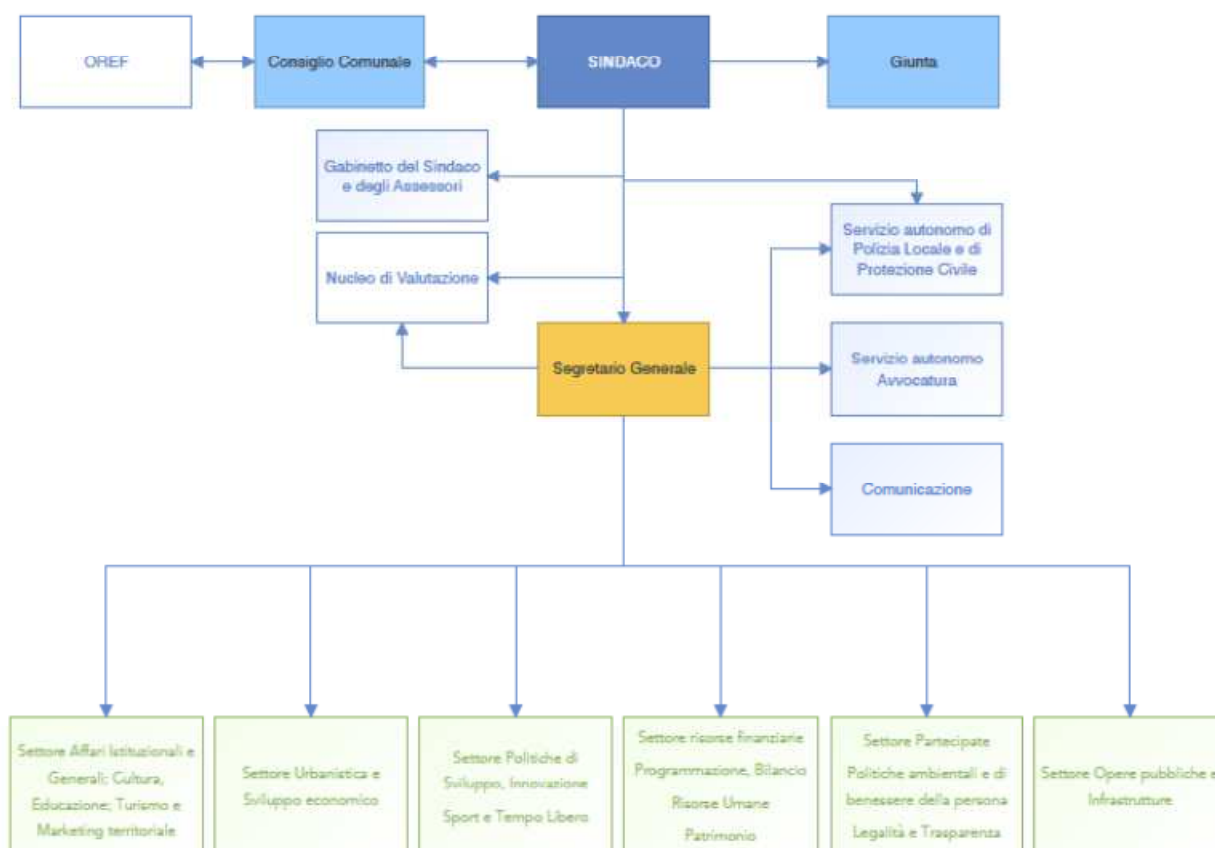 OREF
Consiglio Comunale
SINDACO
Giunta
Gabinetto del Sindaco
e degli Assessori
Servizio autonomo di
Polizia Locale e di
Protezione Civile
Nucleo di Valutazione
Segretario Generale
Servizio autonomo
Avvocatura
Comunicazione
Settore Affari Istituzionali e
Generali; Cultura,
Educazione; Turismo e
Marketing territoriale
Settore Urbanistica e
Sviluppo economico
Settore Politiche di
Sviluppo, Innovazione
Sport e Tempo Libero
Settore risorse finanziarie
Programmazione, Bilancio
Risorse Umane
Patrimonio
Settore Partecipate
Politiche ambientali e di
benessere della persona
Legalità e Trasparenza
Settore Opere pubbliche e
Infrastrutture